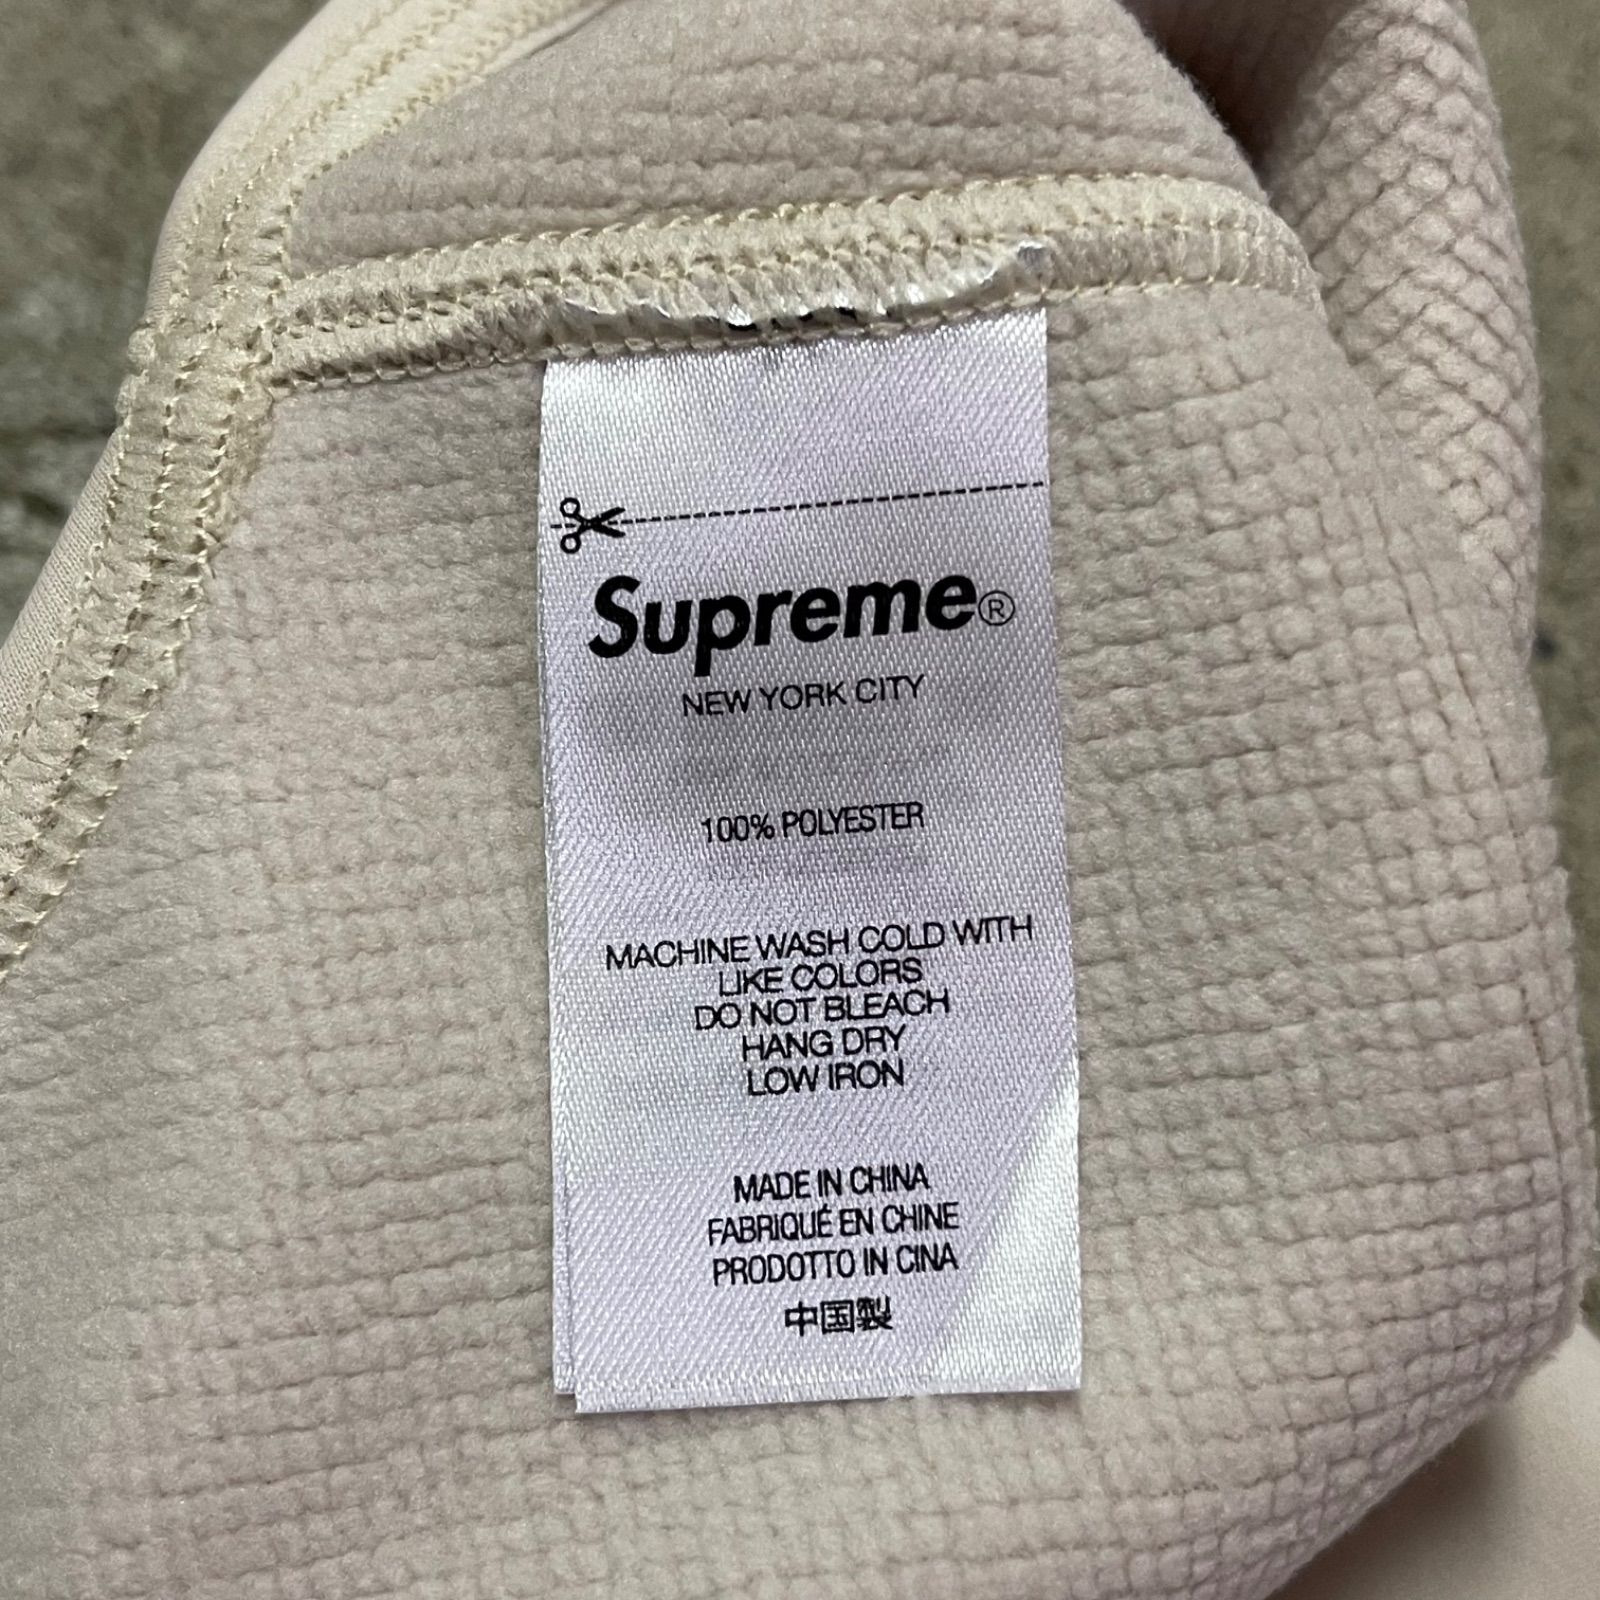 Supreme®
NEW YORK CITY
100% POLYESTER
MACHINE WASH COLD WITH
LIKE COLORS
DO NOT BLEACH
HANG DRY
LOW IRON
MADE IN CHINA
FABRIQUÉ EN CHINE
PRODOTTO IN CINA
中国製